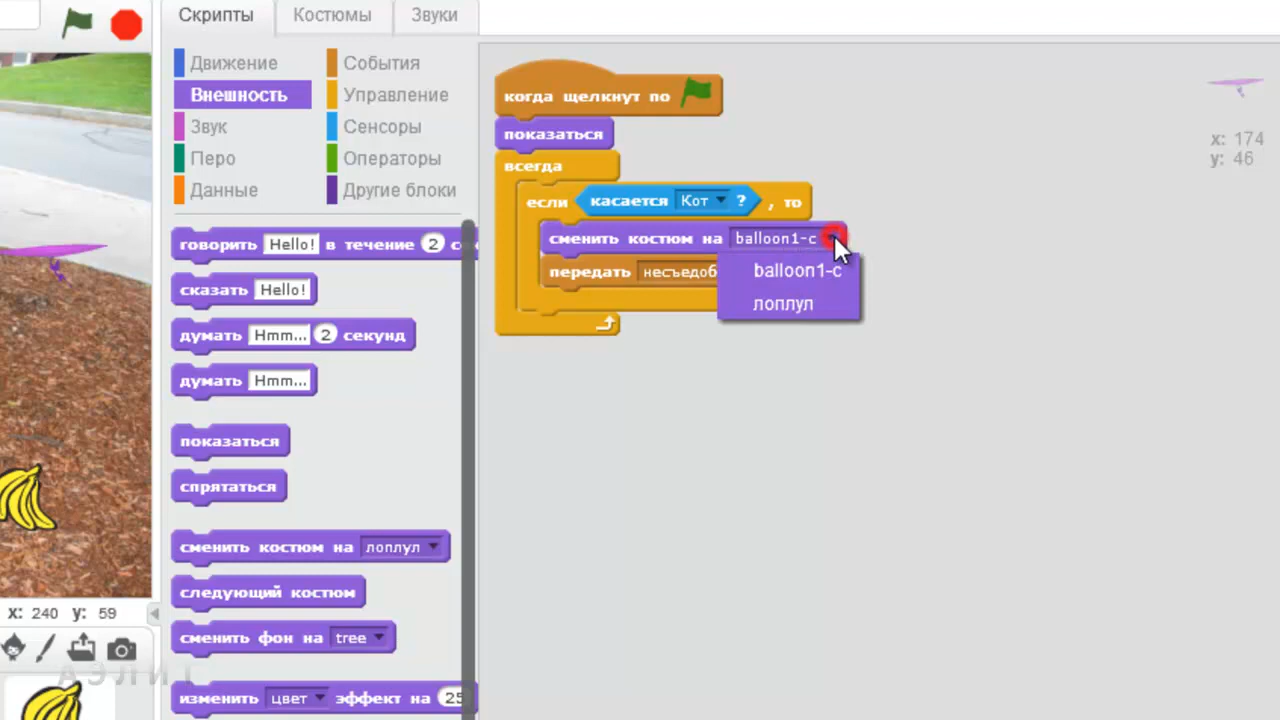 Скрипты
Костюмы
Звуки
Движение
События
Внешность
Управление
Звук
Сенсоры
Перо
Операторы
Данные
Другие блоки
говорить Hello! в течение 2
сказать Hello!
думать Hmm... 2 секунд
думать Hmm...
показаться
спрятаться
сменить костюм на лоплул
следующий костюм
сменить фон на tree
изменить цвет эффект на 25
когда щелкнут по
показаться
всегда
если касается Кот ? , то
сменить костюм на balloon1-c
передать несъедоб
balloon1-c
лоплул
x: 174
y: 46
x: 240 y: 59